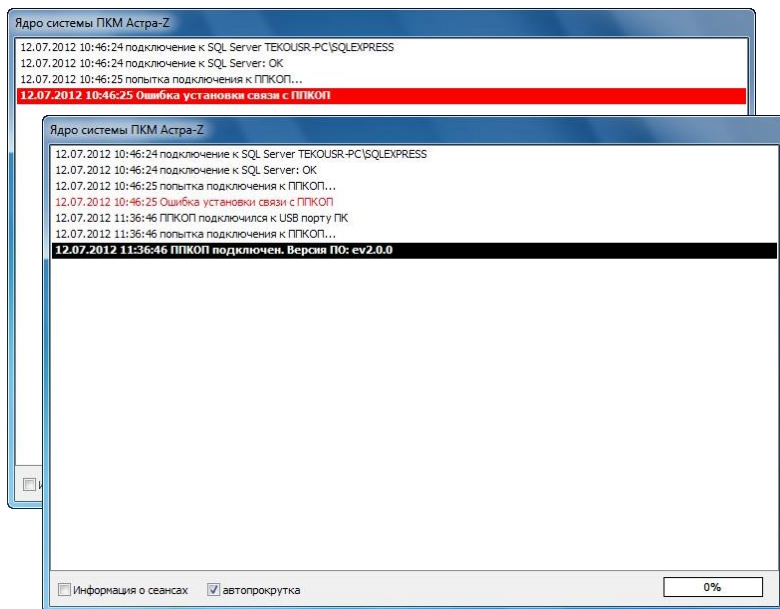 Ядро системы ПКМ Астра-Z
12.07.2012 10:46:24 подключение к SQL Server TEKOUSR-PC\SQLEXPRESS
12.07.2012 10:46:24 подключение к SQL Server: OK
12.07.2012 10:46:25 попытка подключения к ППКОП...
12.07.2012 10:46:25 Ошибка установки связи с ППКОП
Ядро системы ПКМ Астра-Z
12.07.2012 10:46:24 подключение к SQL Server TEKOUSR-PC\SQLEXPRESS
12.07.2012 10:46:24 подключение к SQL Server: OK
12.07.2012 10:46:25 попытка подключения к ППКОП...
12.07.2012 10:46:25 Ошибка установки связи с ППКОП
12.07.2012 11:36:46 ППКОП подключился к USB порту ПК
12.07.2012 11:36:46 попытка подключения к ППКОП...
12.07.2012 11:36:46 ППКОП подключен. Версия ПО: ev2.0.0
Информация о сеансах автопрокрутка 0%